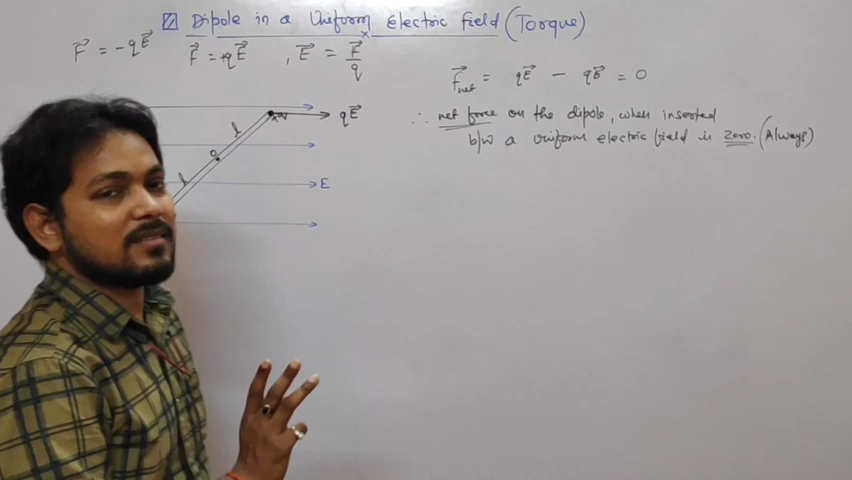 Dipole in a Uniform electric field (Torque)
F⃗ = -qE⃗
F⃗ = +qE⃗ , E⃗ = F⃗/q
F⃗net = qE⃗ - qE⃗ = 0
∴ net force on the dipole, when inserted
b/w a uniform electric field is zero. (Always)
qE⃗
l
O
l
E